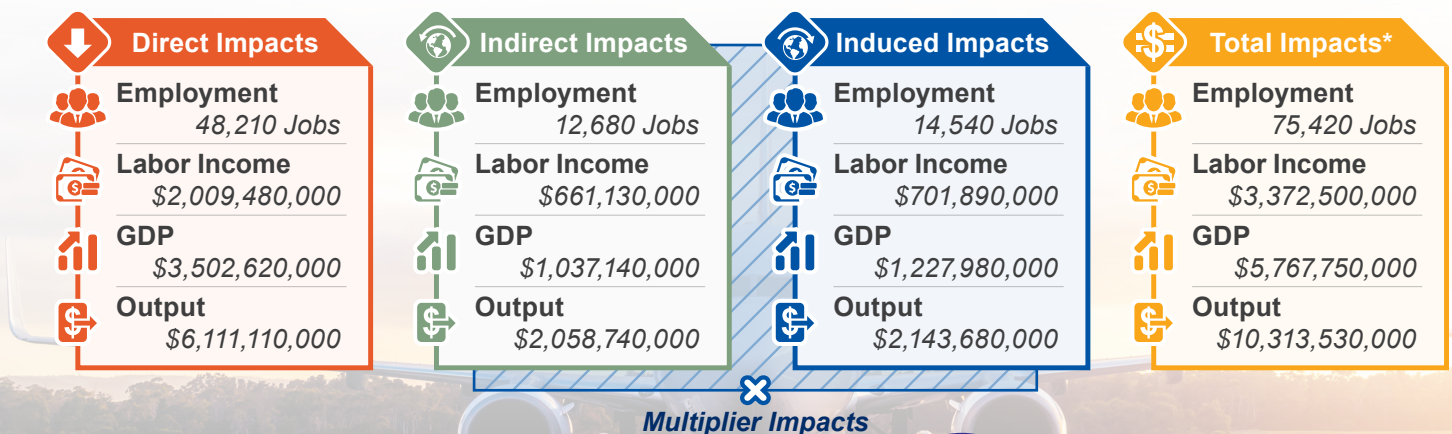 Direct Impacts
Employment
48,210 Jobs
Labor Income
$2,009,480,000
GDP
$3,502,620,000
Output
$6,111,110,000
Indirect Impacts
Employment
12,680 Jobs
Labor Income
$661,130,000
GDP
$1,037,140,000
Output
$2,058,740,000
Induced Impacts
Employment
14,540 Jobs
Labor Income
$701,890,000
GDP
$1,227,980,000
Output
$2,143,680,000
Total Impacts*
Employment
75,420 Jobs
Labor Income
$3,372,500,000
GDP
$5,767,750,000
Output
$10,313,530,000
Multiplier Impacts